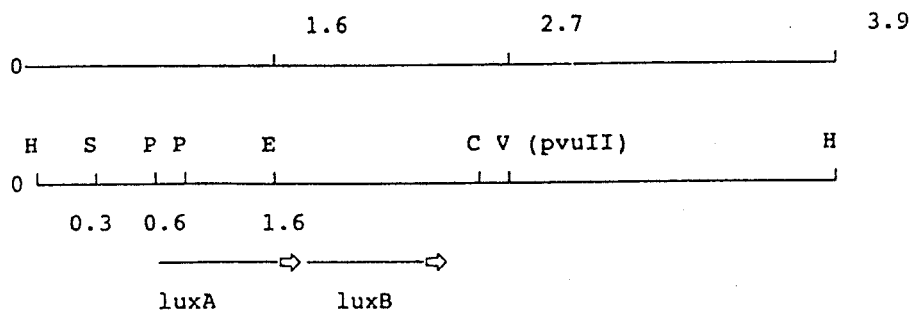 1.6 2.7 3.9
0
H S P P E C V (pvuII) H
0
0.3 0.6 1.6
luxA luxB